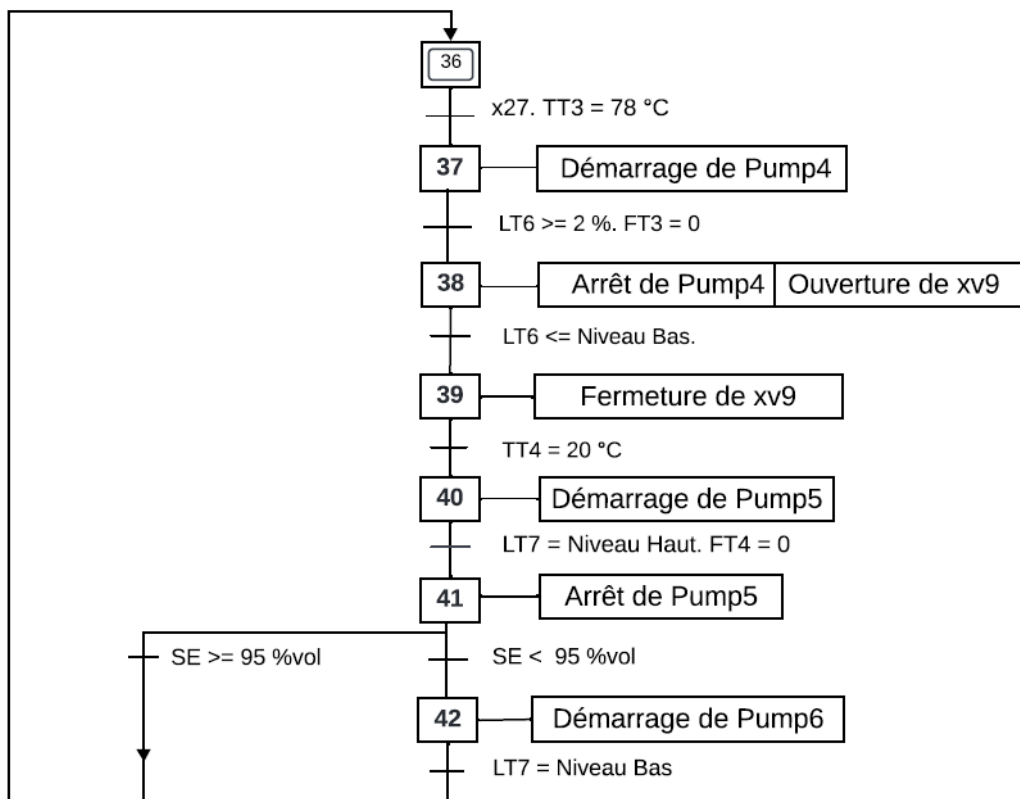 36
x27. TT3 = 78 °C
37 Démarrage de Pump4
LT6 >= 2 %. FT3 = 0
38 Arrêt de Pump4 Ouverture de xv9
LT6 <= Niveau Bas.
39 Fermeture de xv9
TT4 = 20 °C
40 Démarrage de Pump5
LT7 = Niveau Haut. FT4 = 0
41 Arrêt de Pump5
SE >= 95 %vol SE < 95 %vol
42 Démarrage de Pump6
LT7 = Niveau Bas